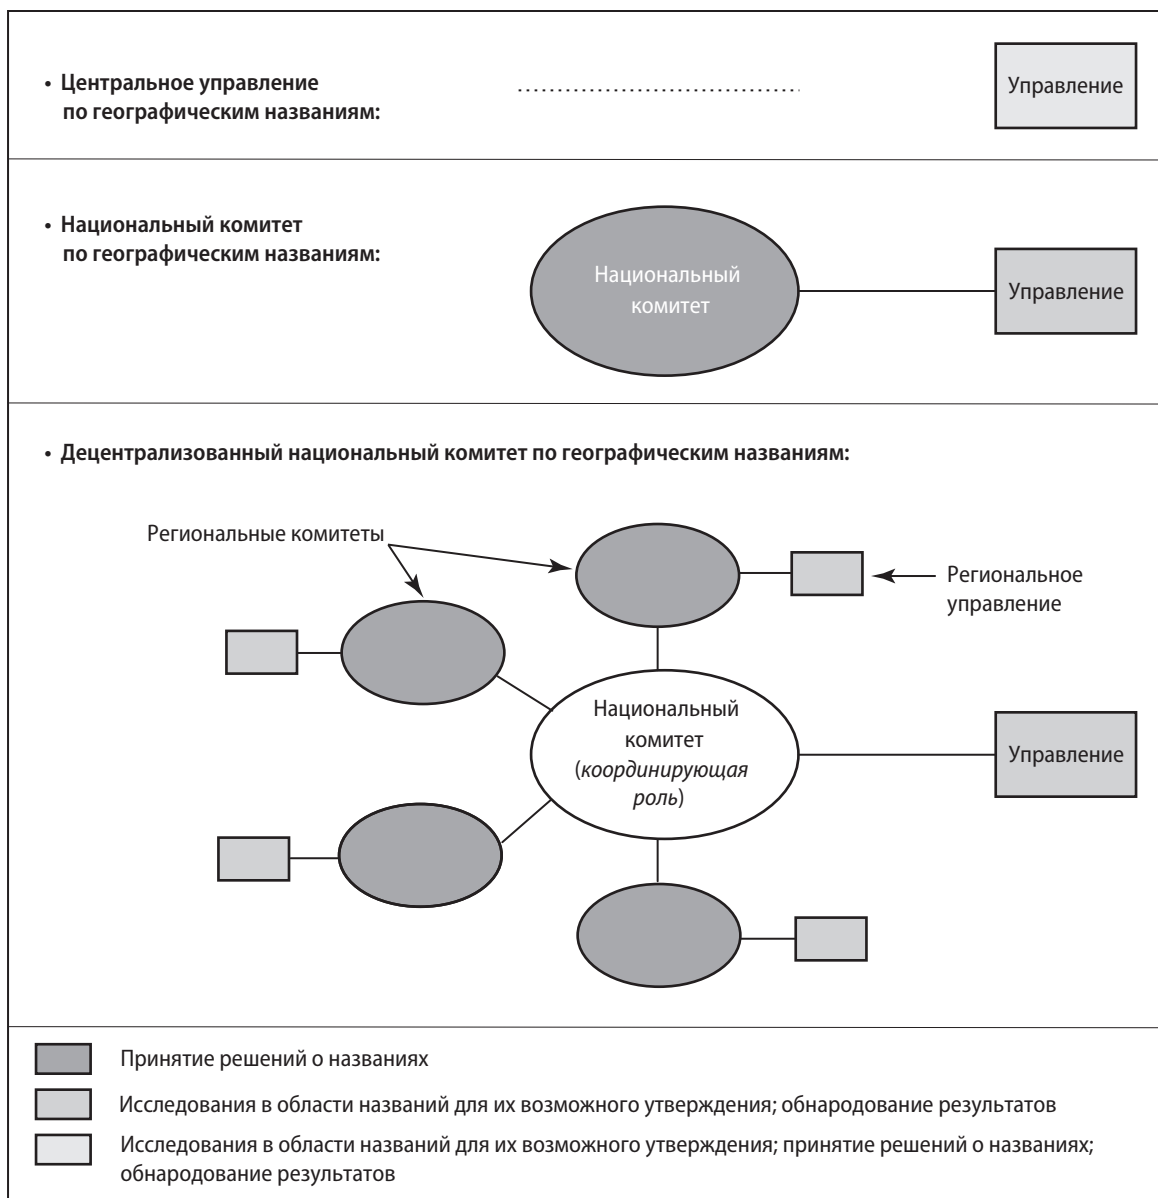 • Центральное управление
по географическим названиям:
Управление
• Национальный комитет
по географическим названиям:
Национальный
комитет
Управление
• Децентрализованный национальный комитет по географическим названиям:
Региональные комитеты
Региональное
управление
Национальный
комитет
(координирующая
роль)
Управление
Принятие решений о названиях
Исследования в области названий для их возможного утверждения; обнародование результатов
Исследования в области названий для их возможного утверждения; принятие решений о названиях;
обнародование результатов